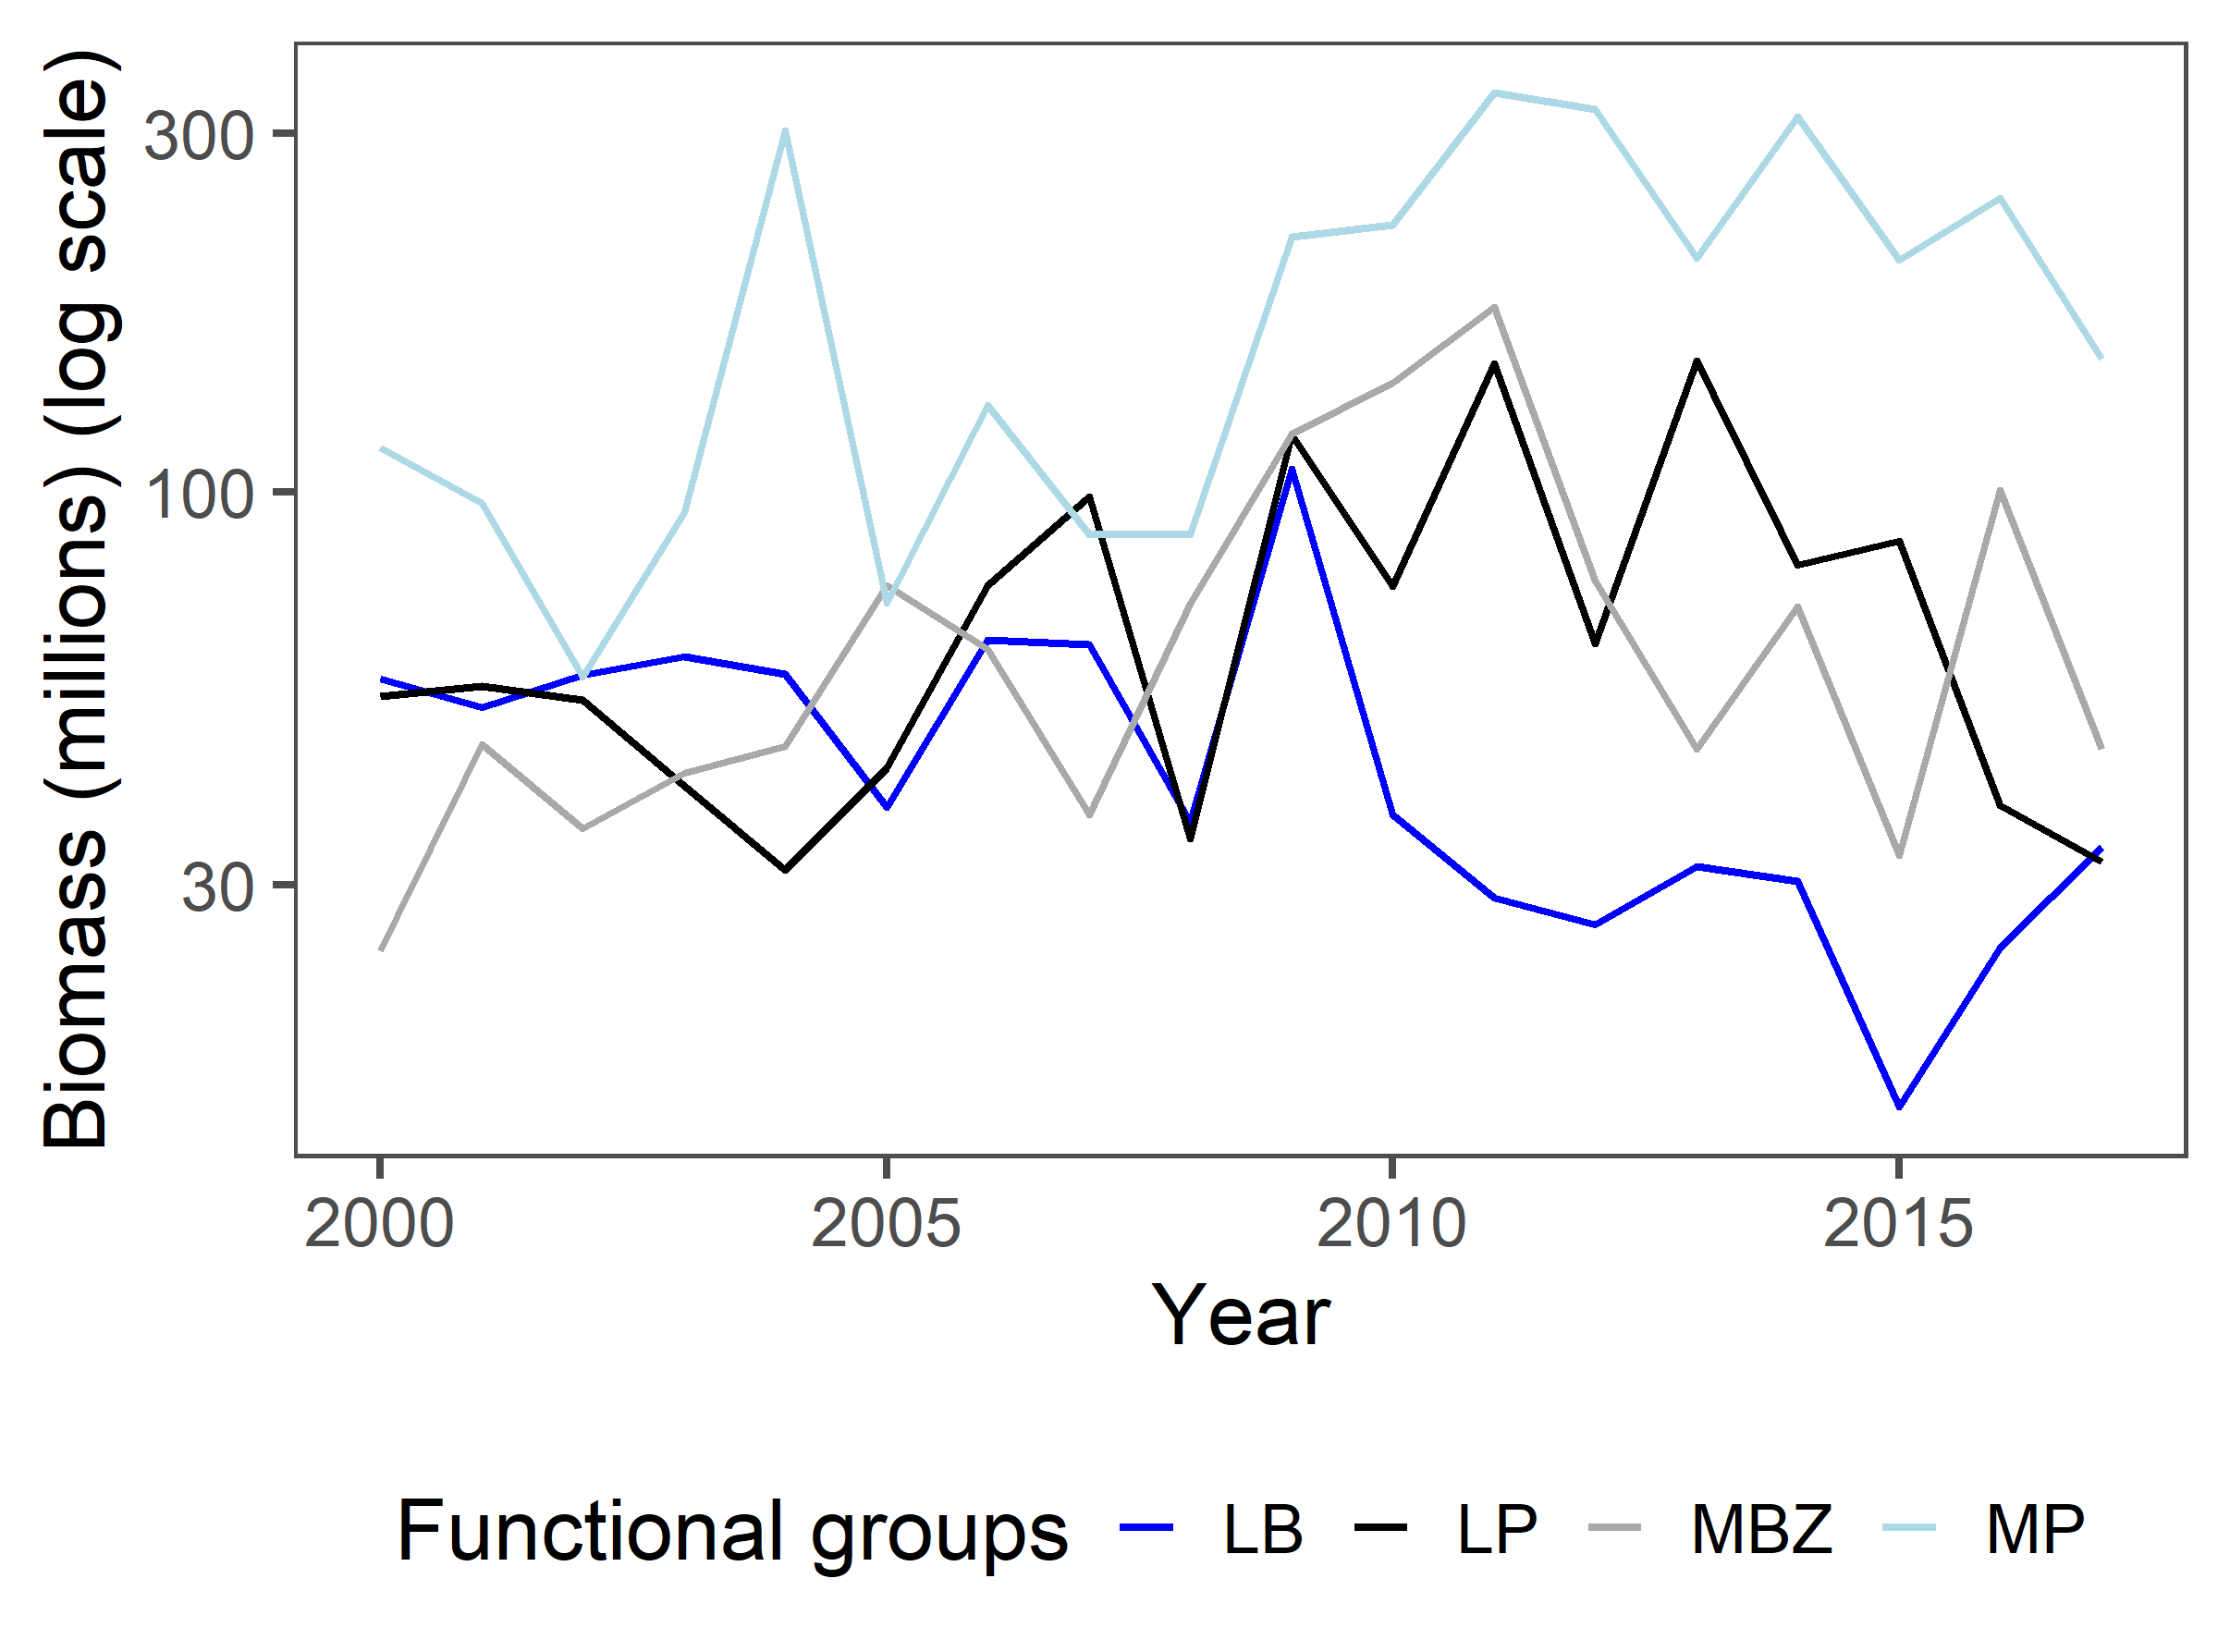 Biomass (millions) (log scale)
300
100
30
2000 2005 2010 2015
Year
Functional groups LB LP MBZ MP